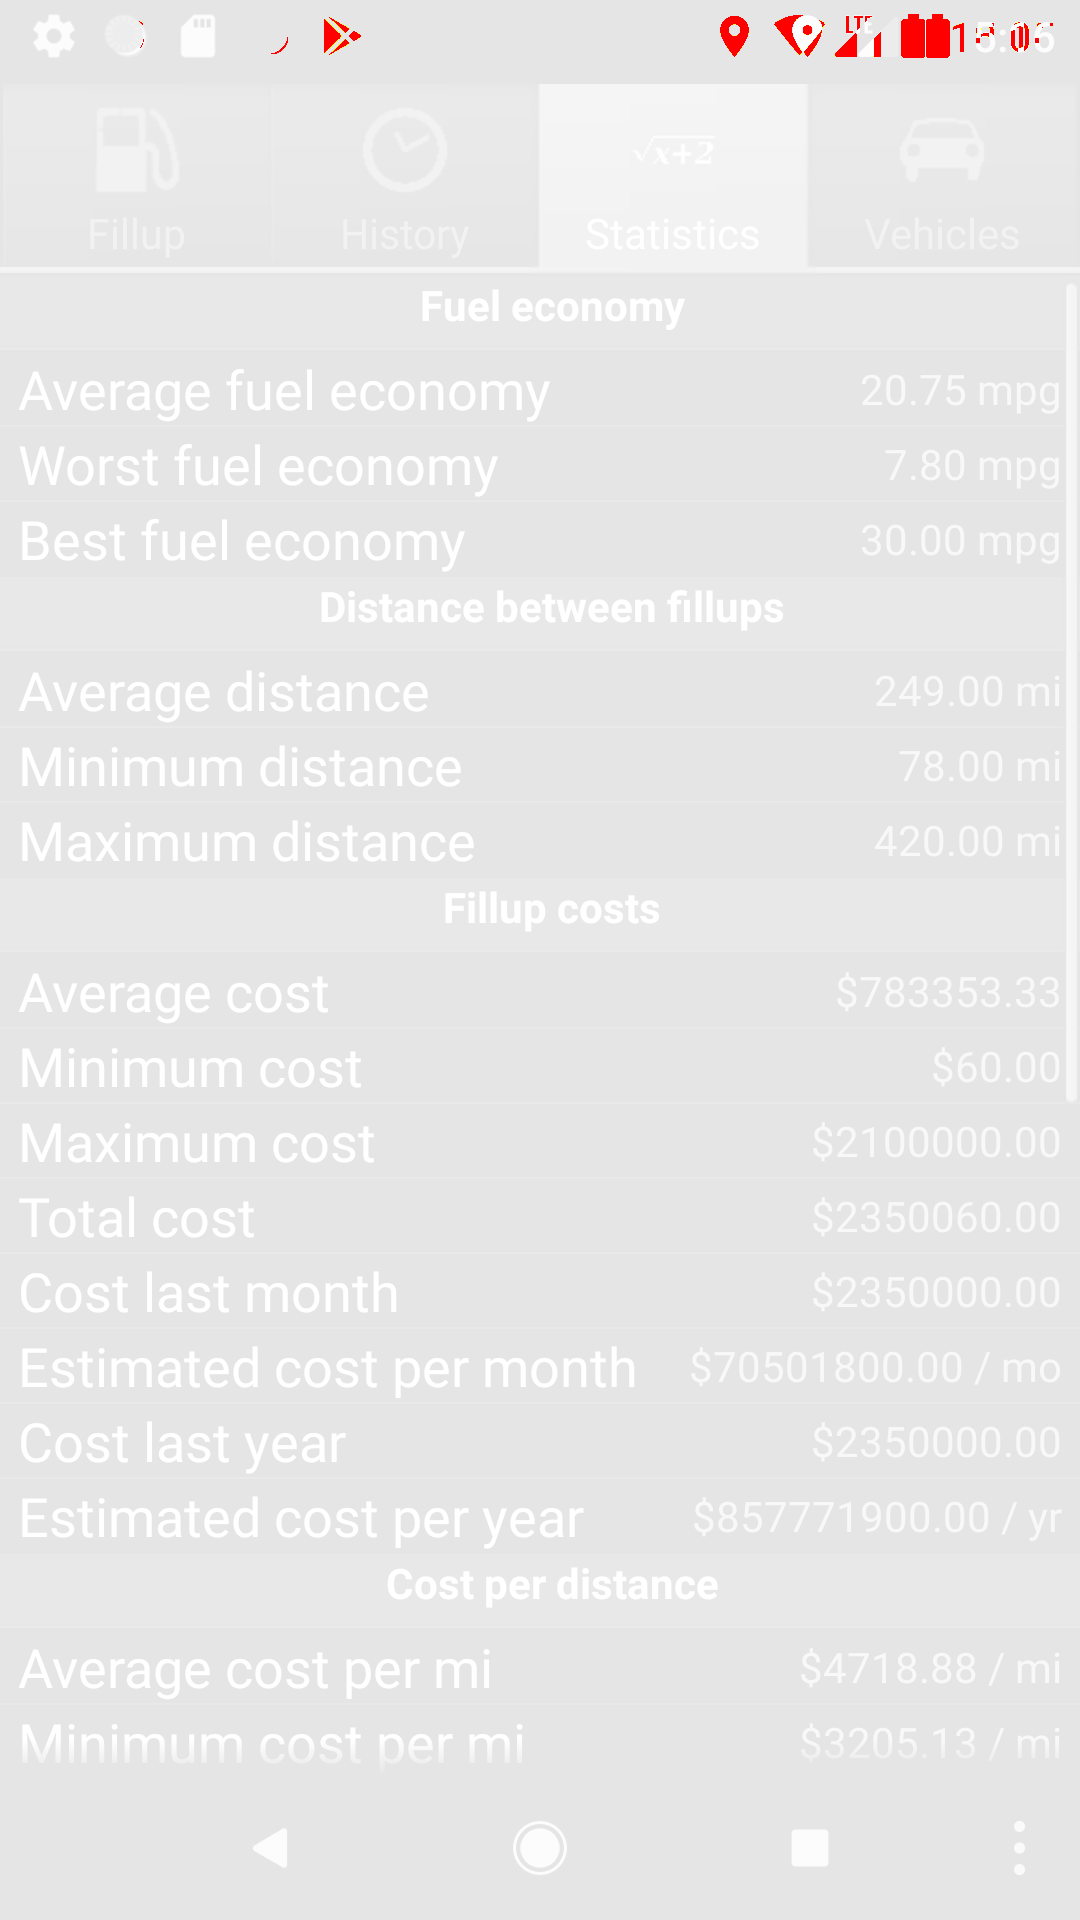 LTE
Fillup
History
√x+2
Statistics
Vehicles
Fuel economy
Average fuel economy 20.75 mpg
Worst fuel economy 7.80 mpg
Best fuel economy 30.00 mpg
Distance between fillups
Average distance 249.00 mi
Minimum distance 78.00 mi
Maximum distance 420.00 mi
Fillup costs
Average cost $783353.33
Minimum cost $60.00
Maximum cost $2100000.00
Total cost $2350060.00
Cost last month $2350000.00
Estimated cost per month $70501800.00 / mo
Cost last year $2350000.00
Estimated cost per year $857771900.00 / yr
Cost per distance
Average cost per mi $4718.88 / mi
Minimum cost per mi $3205.13 / mi